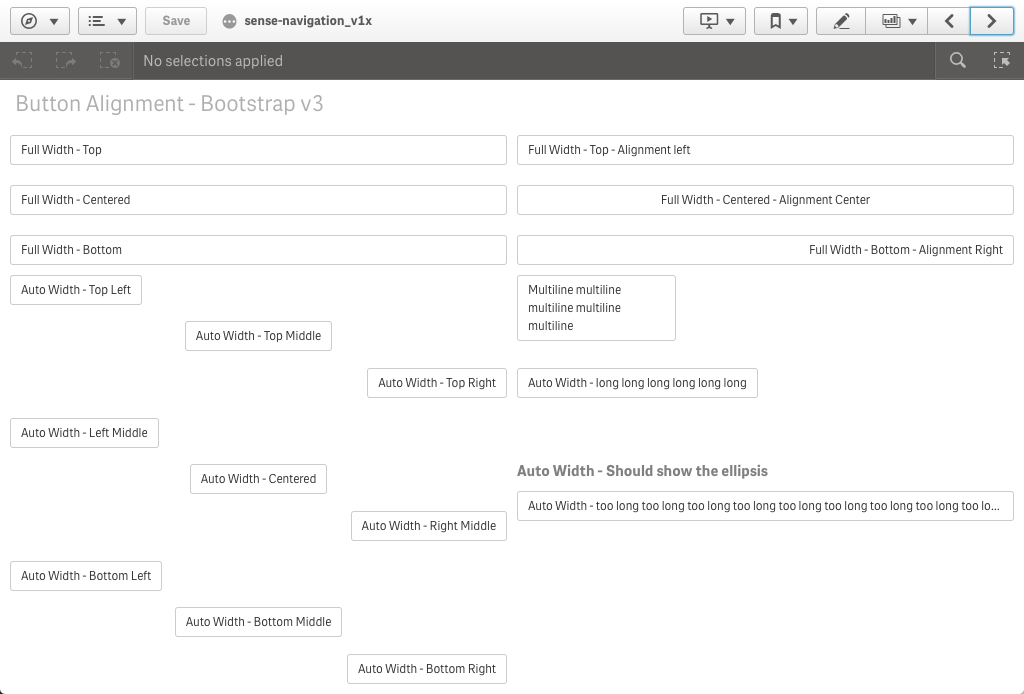 Save
sense-navigation_v1x
No selections applied
Button Alignment - Bootstrap v3
Full Width - Top
Full Width - Top - Alignment left
Full Width - Centered
Full Width - Centered - Alignment Center
Full Width - Bottom
Full Width - Bottom - Alignment Right
Auto Width - Top Left
Multiline multiline
multiline multiline
multiline
Auto Width - Top Middle
Auto Width - Top Right
Auto Width - long long long long long long
Auto Width - Left Middle
Auto Width - Centered
Auto Width - Should show the ellipsis
Auto Width - too long too long too long too long too long too long too long too long too lo...
Auto Width - Right Middle
Auto Width - Bottom Left
Auto Width - Bottom Middle
Auto Width - Bottom Right